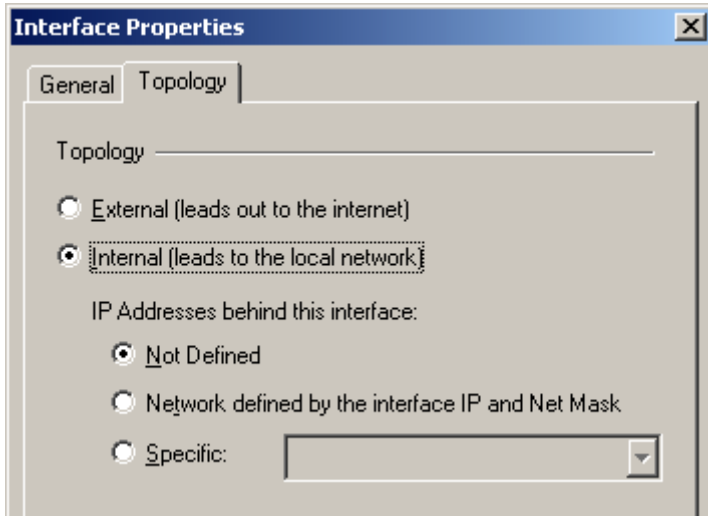 Interface Properties
General Topology
Topology
External (leads out to the internet)
Internal (leads to the local network)
IP Addresses behind this interface:
Not Defined
Network defined by the interface IP and Net Mask
Specific: